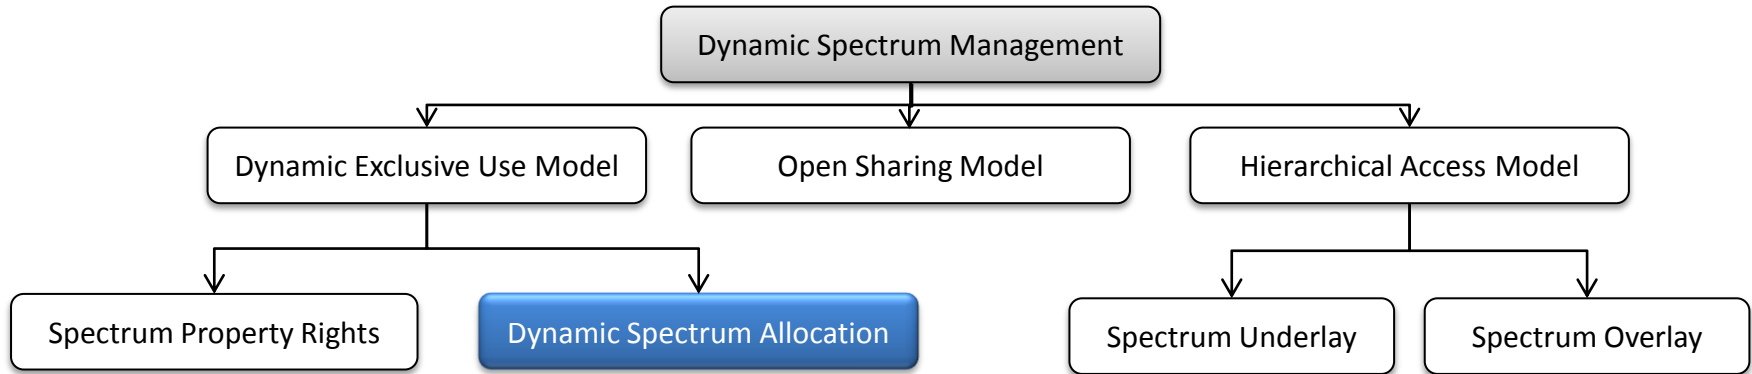 Dynamic Spectrum Management
Dynamic Exclusive Use Model
Open Sharing Model
Hierarchical Access Model
Spectrum Property Rights
Dynamic Spectrum Allocation
Spectrum Underlay
Spectrum Overlay